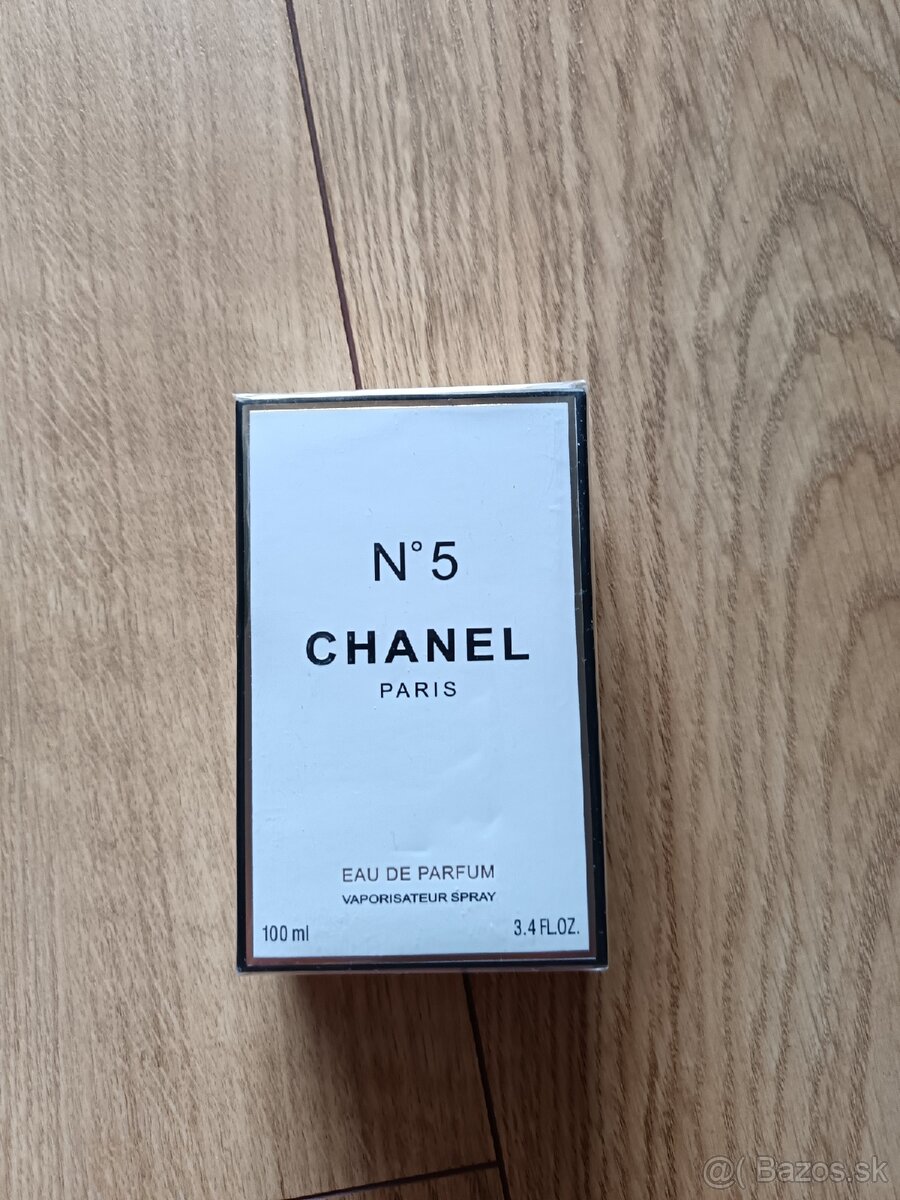 N°5
CHANEL
PARIS
EAU DE PARFUM
VAPORISATEUR SPRAY
100 ml
3.4 FL.OZ.
@( Bazos.sk